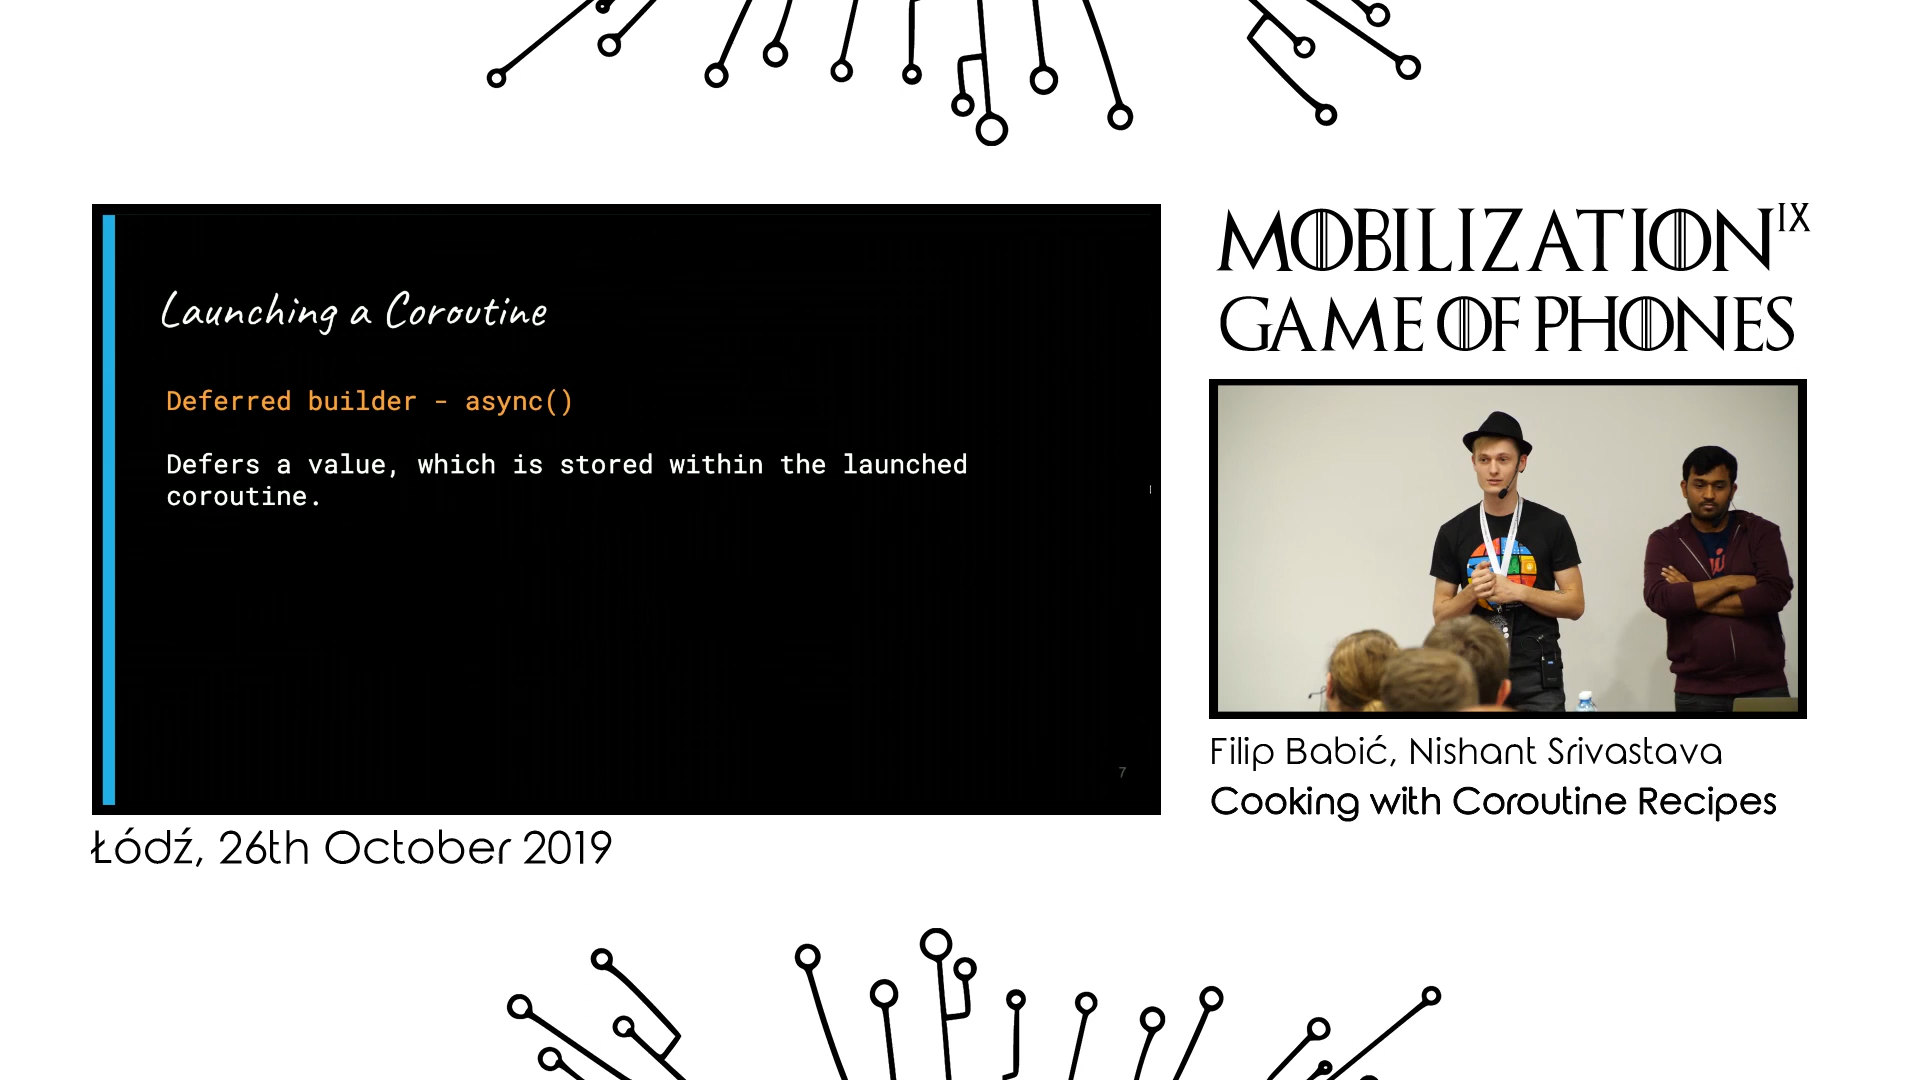 Launching a Coroutine
Deferred builder - async()
Defers a value, which is stored within the launched
coroutine.
7
Łódź, 26th October 2019
MOBILIZATION IX
GAME OF PHONES
Filip Babić, Nishant Srivastava
Cooking with Coroutine Recipes